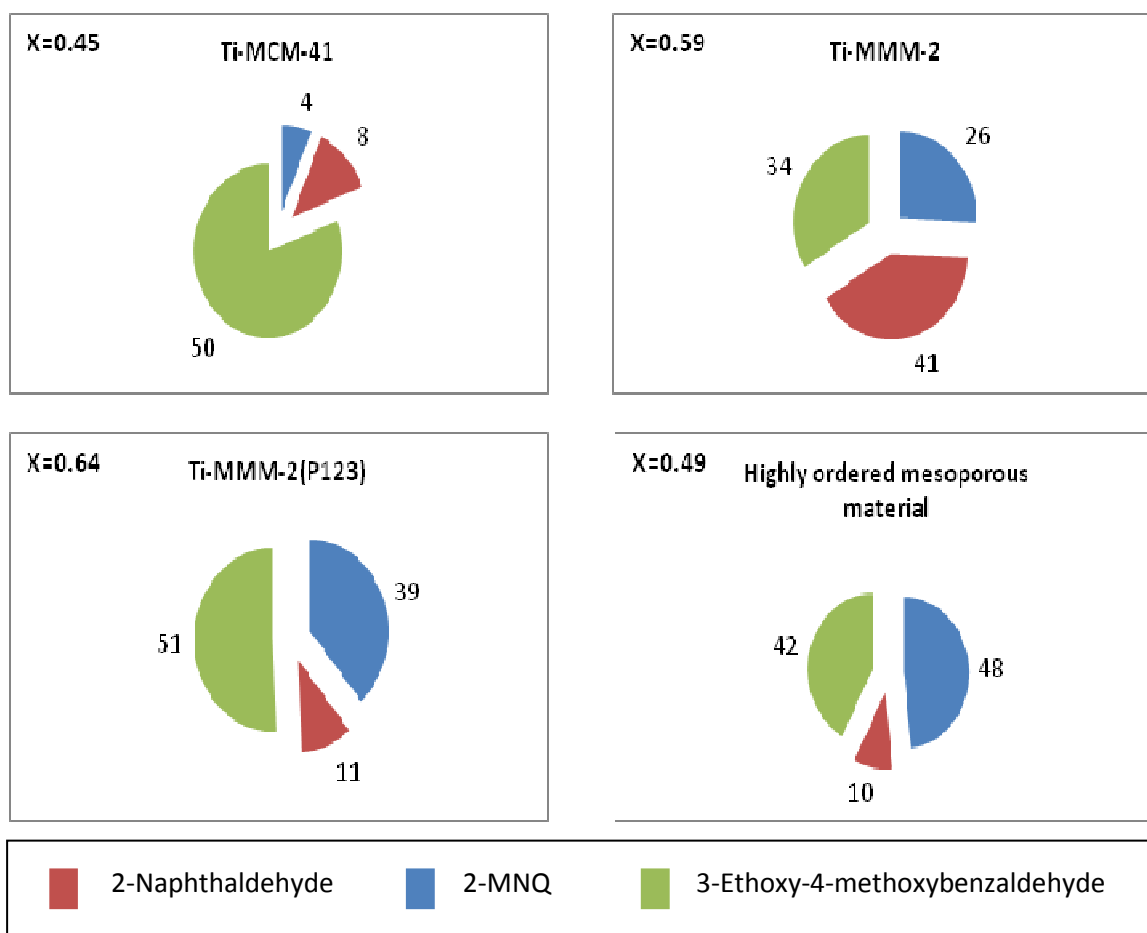 X=0.45
Ti-MCM-41
4
8
50
X=0.59
Ti-MMM-2
26
34
41
X=0.64
Ti-MMM-2(P123)
39
51
11
X=0.49
Highly ordered mesoporous
material
42
48
10
2-Naphthaldehyde
2-MNQ
3-Ethoxy-4-methoxybenzaldehyde